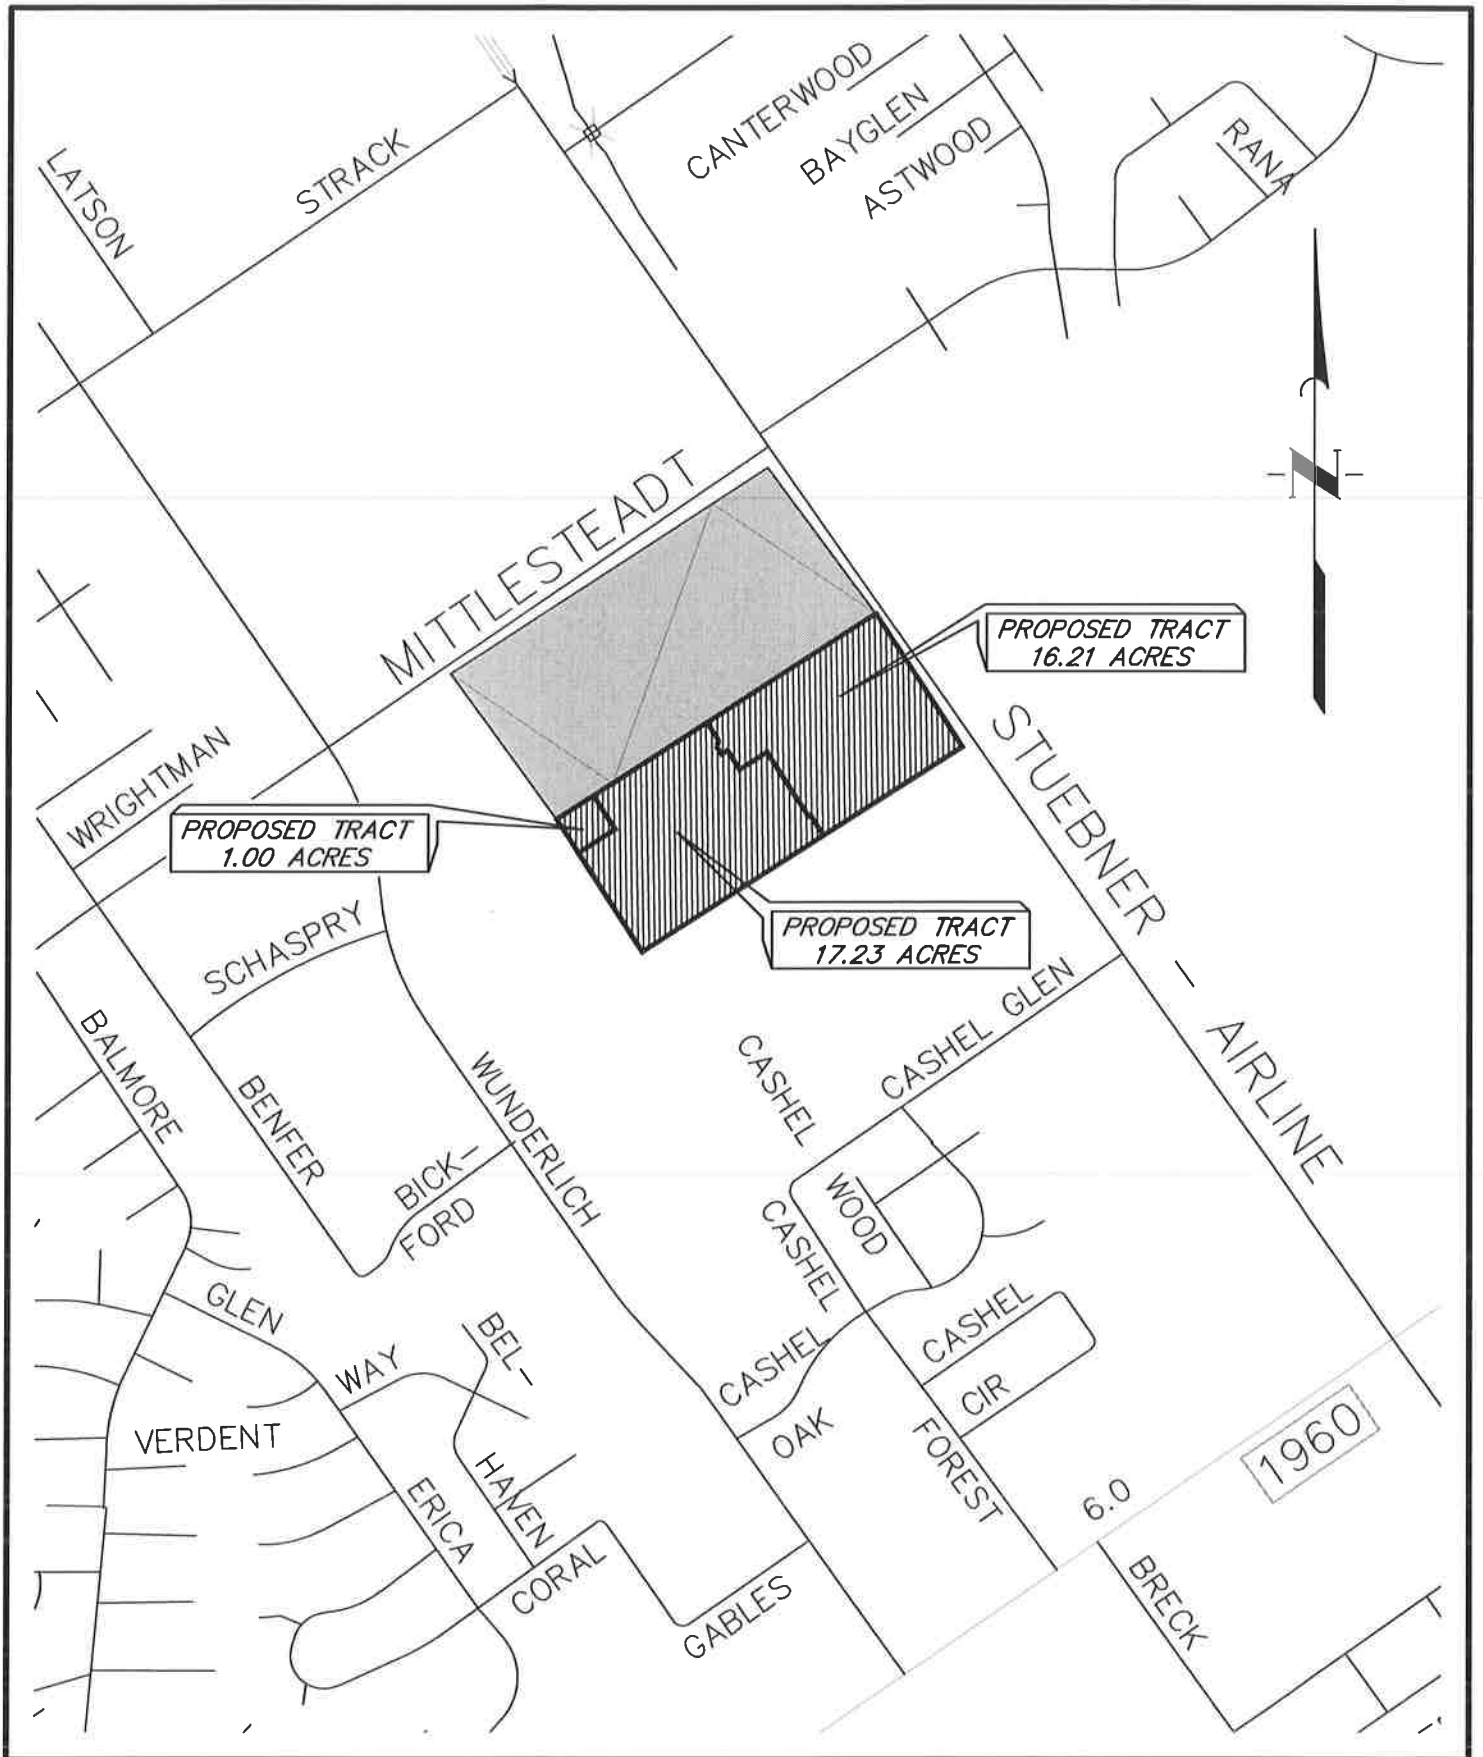 CANTERWOOD
BAYGLEN
ASTWOOD
RANA
LATSON
STRACK
N
MITTLESTEADT
PROPOSED TRACT
16.21 ACRES
STUEBNER - AIRLINE
WRIGHTMAN
PROPOSED TRACT
1.00 ACRES
PROPOSED TRACT
17.23 ACRES
SCHASPRY
CASHEL GLEN
BALMORE
BENFER
WUNDERLICH
BICK-
FORD
CASHEL
WOOD
CASHEL
FOREST
CASHEL
OAK
CASHEL
CIR
GLEN
WAY
BEL-
HAVEN
VERDENT
ERICA
CORAL
GABLES
6.0
1960
BRECK